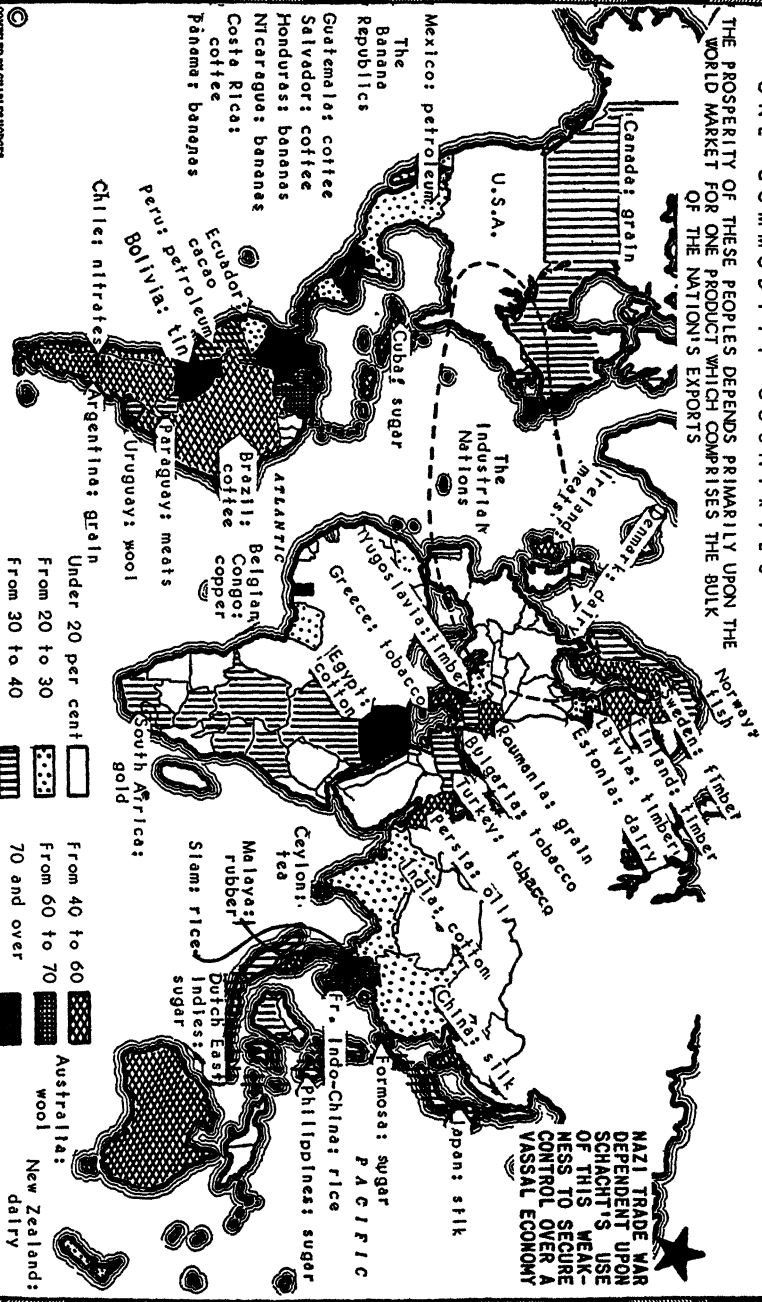 THE PROSPERITY OF THESE PEOPLES DEPENDS PRIMARILY UPON THE
WORLD MARKET FOR ONE PRODUCT WHICH COMPRISES THE BULK
OF THE NATION'S EXPORTS
NAZI TRADE WAR
DEPENDENT UPON
SCHACHT'S USE
OF THIS WEAK-
NESS TO SECURE
CONTROL OVER A
VASSAL ECONOMY
Canada: grain
U.S.A.
Mexico: petroleum
The
Banana
Republics
Guatemala: coffee
Salvador: coffee
Honduras: bananas
Nicaragua: bananas
Costa Rica:
coffee
Panama: bananas
Cuba: sugar
The
Industrial
Nations
Ecuador:
cacao
Peru: petroleum
Bolivia: tin
Chile: nitrates
Brazil:
coffee
Paraguay: meats
Uruguay: wool
Argentina: grain
ATLANTIC
Ireland:
meats
Denmark: dairy
Norway:
fish
Sweden: timber
Finland: timber
Latvia: timber
Estonia: dairy
Yugoslavia: timber
Greece: tobacco
Roumania: grain
Bulgaria: tobacco
Turkey: tobacco
Persia: oil
Egypt:
cotton
Belgian
Congo:
copper
South Africa:
gold
India: cotton
China: silk
Japan: silk
Ceylon:
tea
Malaya:
rubber
Siam: rice
Dutch East
Indies:
sugar
Fr. Indo-China: rice
Formosa: sugar
Philippines: sugar
PACIFIC
Australia:
wool
New Zealand:
dairy
Under 20 per cent
From 20 to 30
From 30 to 40
From 40 to 60
From 60 to 70
70 and over
©